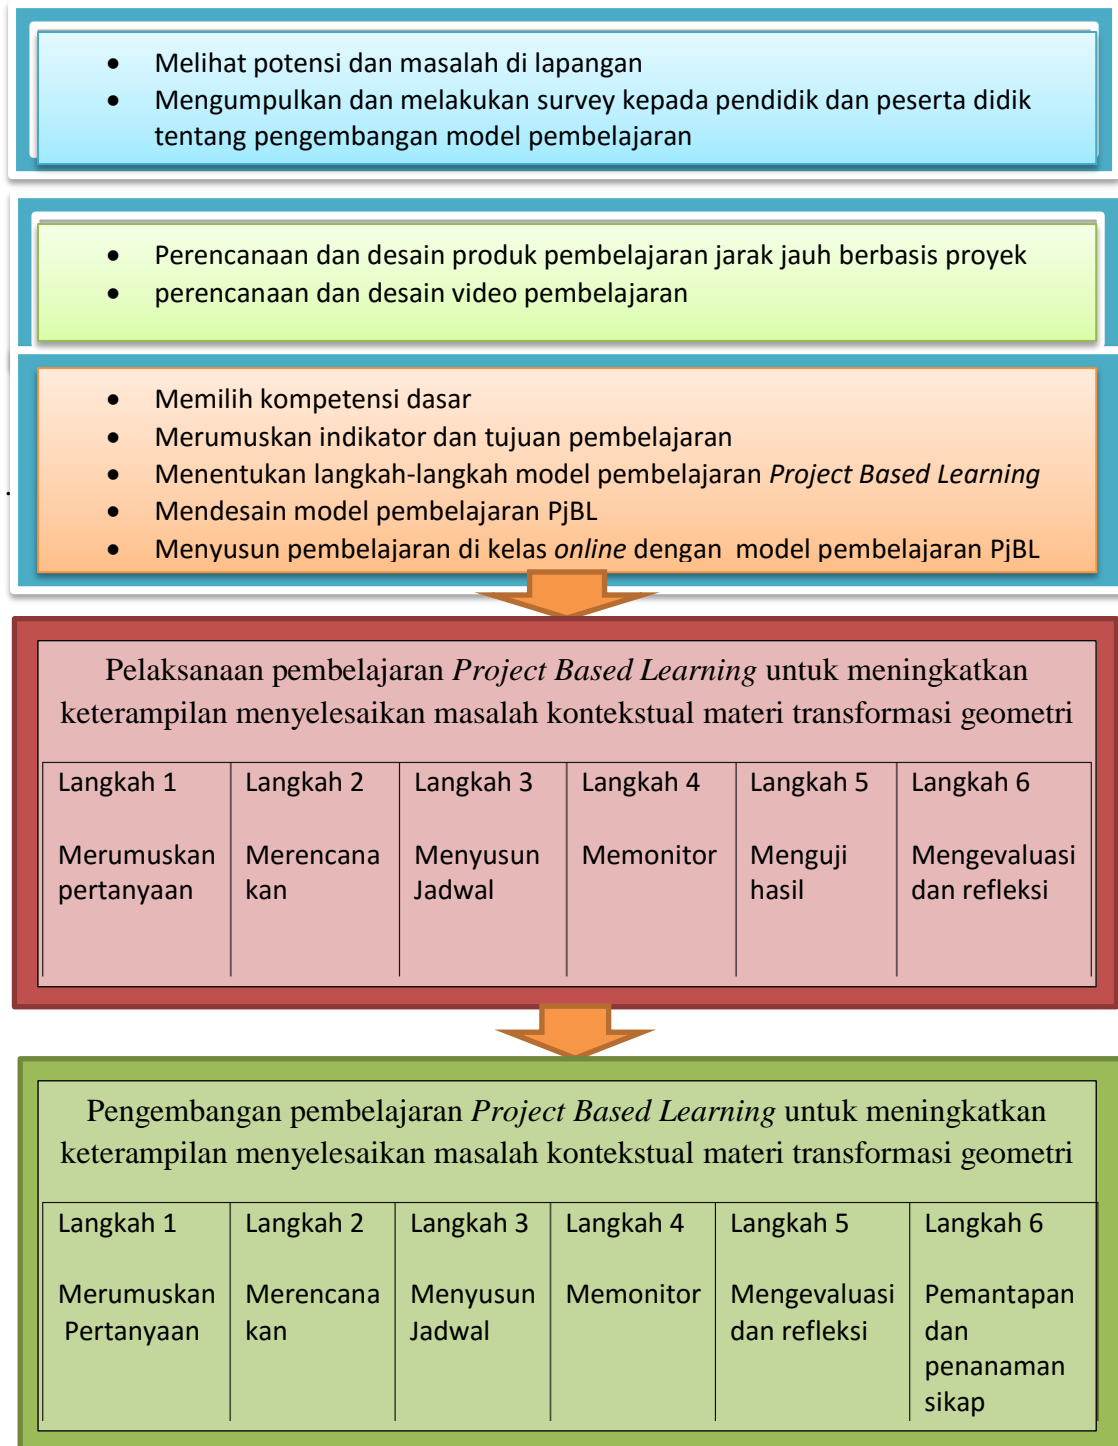 • Melihat potensi dan masalah di lapangan
• Mengumpulkan dan melakukan survey kepada pendidik dan peserta didik
tentang pengembangan model pembelajaran
• Perencanaan dan desain produk pembelajaran jarak jauh berbasis proyek
• perencanaan dan desain video pembelajaran
• Memilih kompetensi dasar
• Merumuskan indikator dan tujuan pembelajaran
• Menentukan langkah-langkah model pembelajaran Project Based Learning
• Mendesain model pembelajaran PjBL
• Menyusun pembelajaran di kelas online dengan model pembelajaran PjBL
.
Pelaksanaan pembelajaran Project Based Learning untuk meningkatkan
keterampilan menyelesaikan masalah kontekstual materi transformasi geometri
Langkah 1
Merumuskan
pertanyaan
Langkah 2
Merencana
kan
Langkah 3
Menyusun
Jadwal
Langkah 4
Memonitor
Langkah 5
Menguji
hasil
Langkah 6
Mengevaluasi
dan refleksi
Pengembangan pembelajaran Project Based Learning untuk meningkatkan
keterampilan menyelesaikan masalah kontekstual materi transformasi geometri
Langkah 1
Merumuskan
Pertanyaan
Langkah 2
Merencana
kan
Langkah 3
Menyusun
Jadwal
Langkah 4
Memonitor
Langkah 5
Mengevaluasi
dan refleksi
Langkah 6
Pemantapan
dan
penanaman
sikap